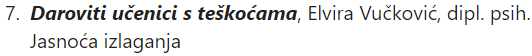 7. Daroviti učenici s teškoćama, Elvira Vučković, dipl. psih.
Jasnoća izlaganja